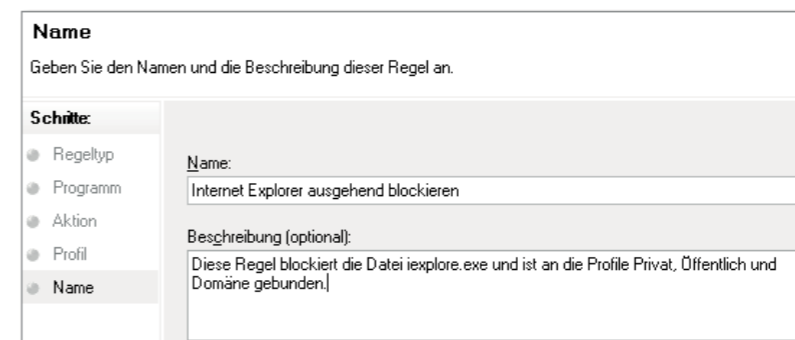 Name
Geben Sie den Namen und die Beschreibung dieser Regel an.
Schritte:
Regeltyp
Programm
Aktion
Profil
Name
Name:
Internet Explorer ausgehend blockieren
Beschreibung (optional):
Diese Regel blockiert die Datei iexplore.exe und ist an die Profile Privat, Öffentlich und
Domäne gebunden.